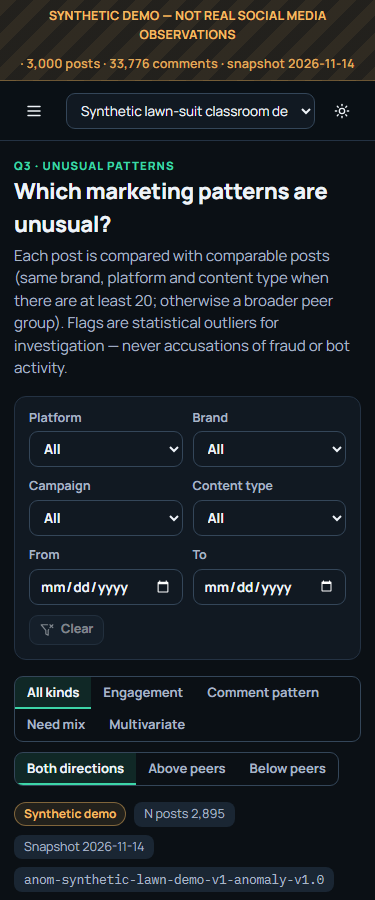 SYNTHETIC DEMO — NOT REAL SOCIAL MEDIA
OBSERVATIONS
· 3,000 posts · 33,776 comments · snapshot 2026-11-14
Synthetic lawn-suit classroom de
Q3 · UNUSUAL PATTERNS
Which marketing patterns are
unusual?
Each post is compared with comparable posts
(same brand, platform and content type when
there are at least 20; otherwise a broader peer
group). Flags are statistical outliers for
investigation — never accusations of fraud or bot
activity.
Platform Brand
All All
Campaign Content type
All All
From To
mm/dd/yyyy mm/dd/yyyy
Clear
All kinds Engagement Comment pattern
Need mix Multivariate
Both directions Above peers Below peers
Synthetic demo N posts 2,895
Snapshot 2026-11-14
anom-synthetic-lawn-demo-v1-anomaly-v1.0